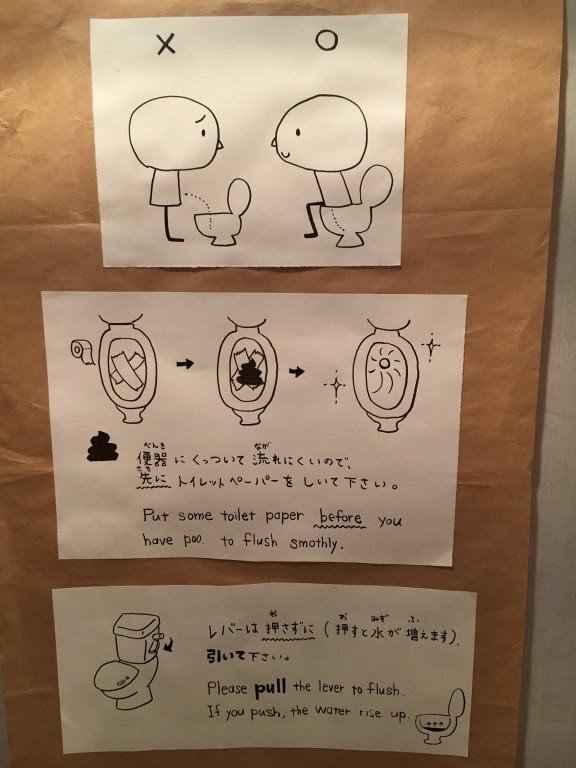 X O
便器にくっついて流れにくいので、
先にトイレットペーパーをしいて下さい。
Put some toilet paper before you
have poo. to flush smothly.
レバーは押さずに(押すと水が増えます)、
引いて下さい。
Please pull the lever to flush.
If you push, the water rise up.